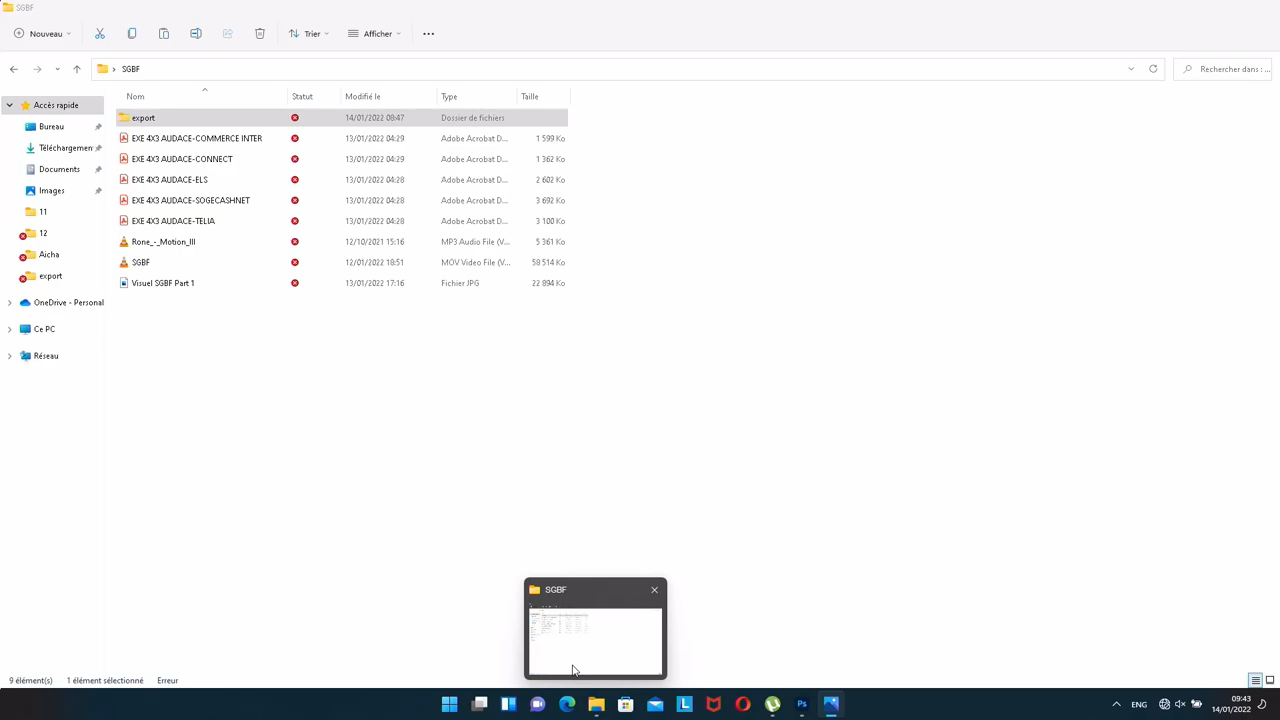 SGBF
Nouveau Trier Afficher
SGBF Rechercher dans : ...
Nom Statut Modifié le Type Taille
Accès rapide
Bureau
Téléchargemen
Documents
Images
11
12
Aicha
export
OneDrive - Personal
Ce PC
Réseau
export 14/01/2022 08:47 Dossier de fichiers
EXE 4X3 AUDACE-COMMERCE INTER 13/01/2022 04:29 Adobe Acrobat D... 1 599 Ko
EXE 4X3 AUDACE-CONNECT 13/01/2022 04:29 Adobe Acrobat D... 1 362 Ko
EXE 4X3 AUDACE-ELS 13/01/2022 04:28 Adobe Acrobat D... 2 602 Ko
EXE 4X3 AUDACE-SOGECASHNET 13/01/2022 04:28 Adobe Acrobat D... 3 692 Ko
EXE 4X3 AUDACE-TELIA 13/01/2022 04:28 Adobe Acrobat D... 3 100 Ko
Rone_-_Motion_III 12/10/2021 15:16 MP3 Audio File (V... 5 361 Ko
SGBF 12/01/2022 18:51 MOV Video File (V... 58 514 Ko
Visuel SGBF Part 1 13/01/2022 17:16 Fichier JPG 22 894 Ko
SGBF
9 élément(s) 1 élément sélectionné Erreur
ENG 09:43
14/01/2022